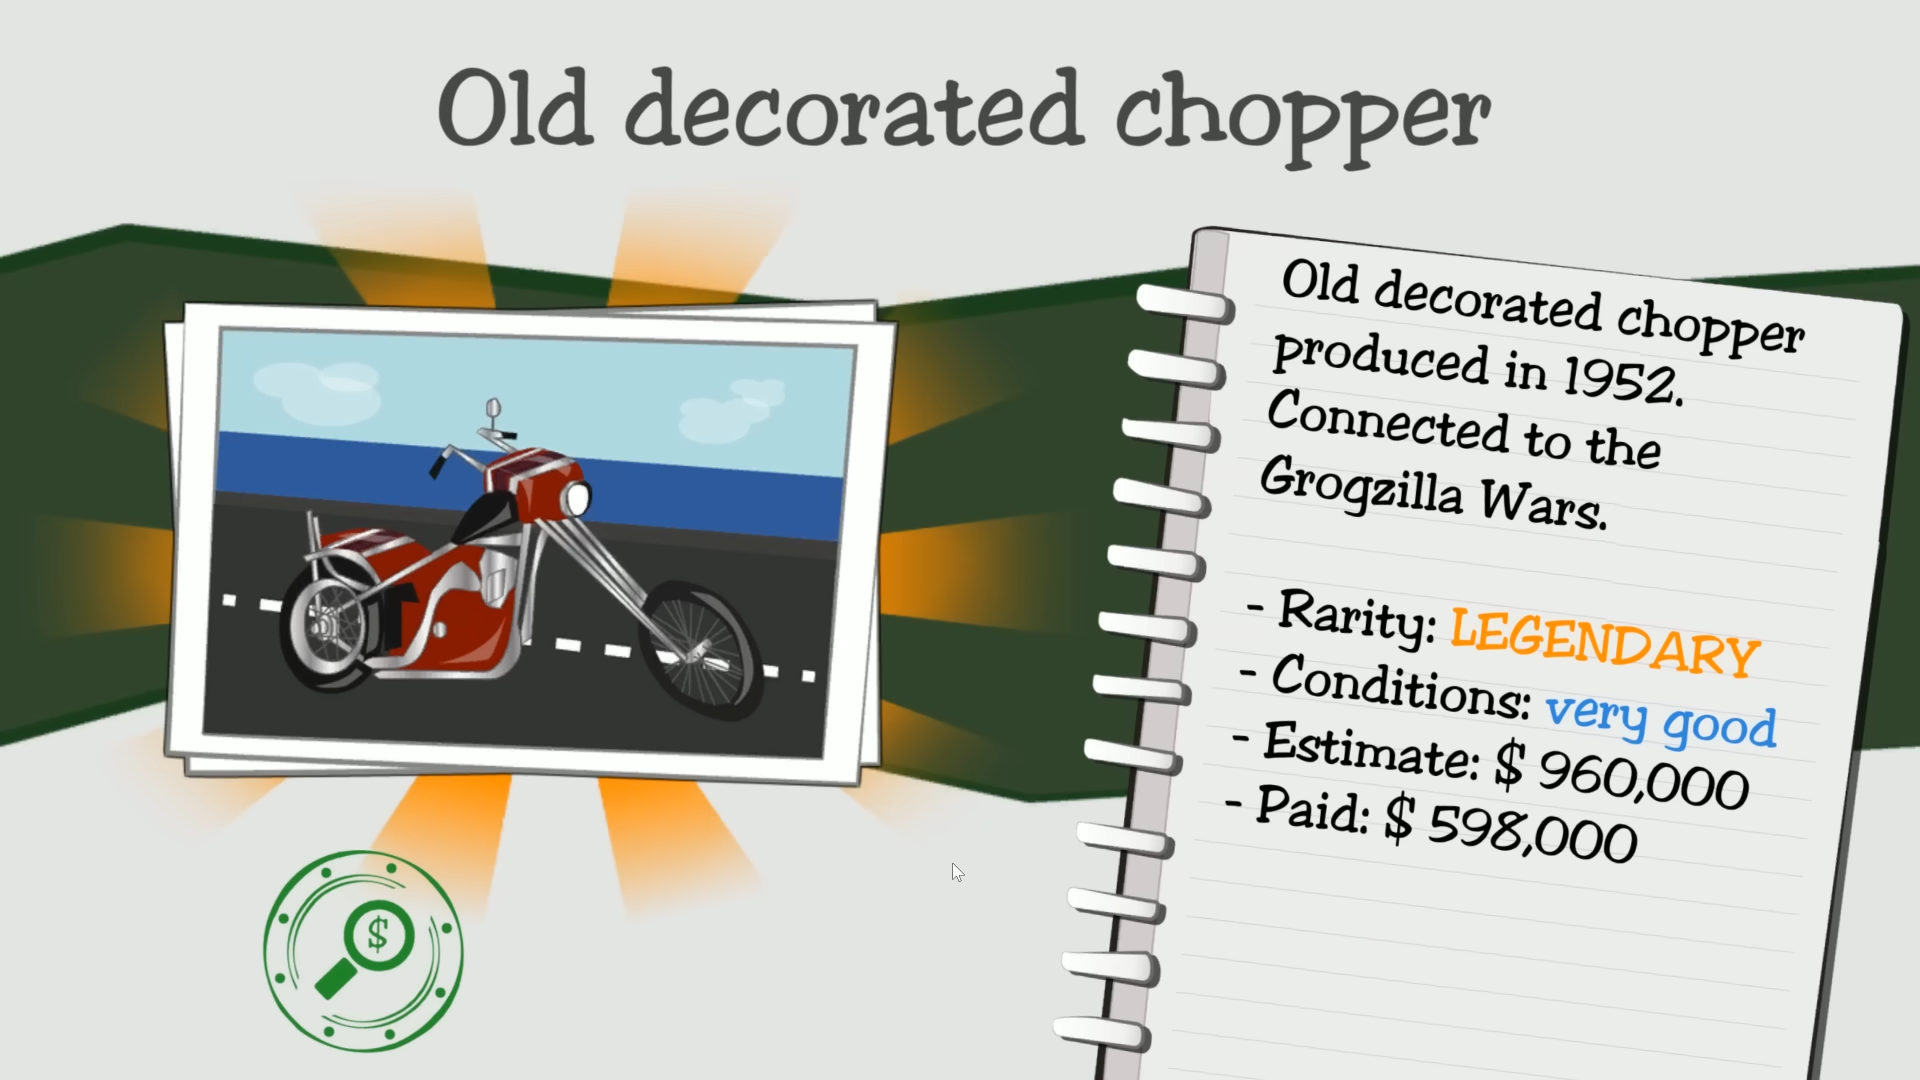 Old decorated chopper
Old decorated chopper
produced in 1952.
Connected to the
Grogzilla Wars.
- Rarity: LEGENDARY
- Conditions: very good
- Estimate: $ 960,000
- Paid: $ 598,000
$